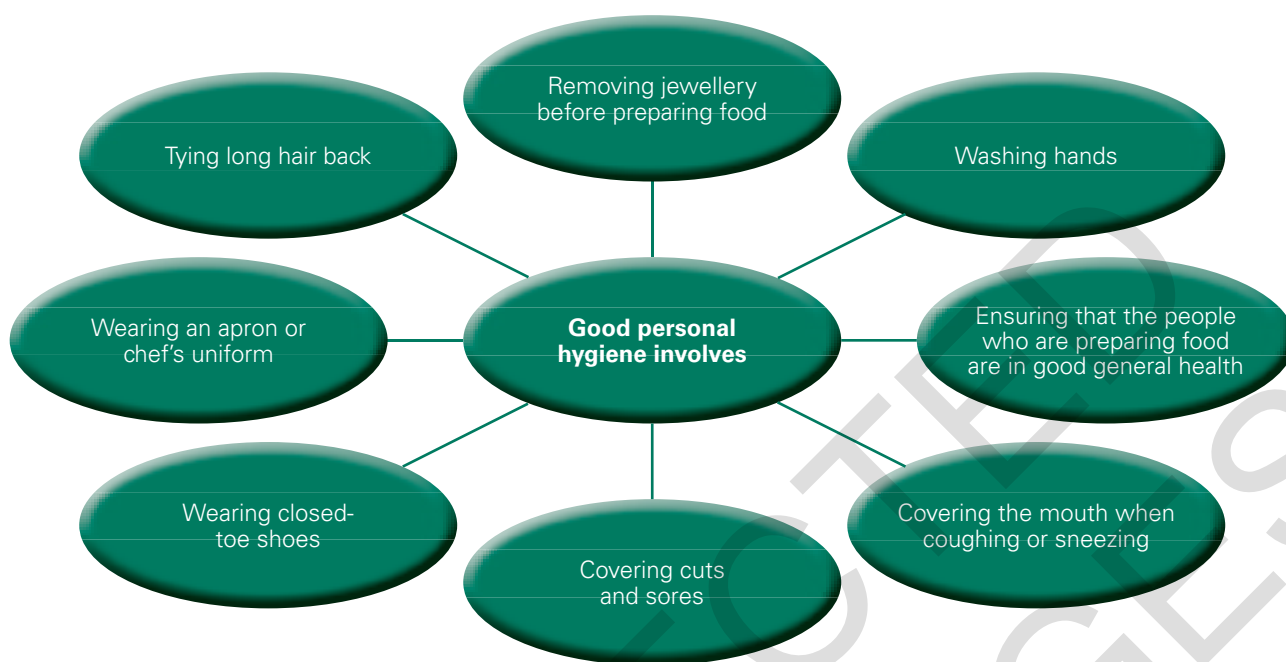 Removing jewellery
before preparing food
Tying long hair back
Washing hands
Wearing an apron or
chef's uniform
Good personal
hygiene involves
Ensuring that the people
who are preparing food
are in good general health
Wearing closed-
toe shoes
Covering cuts
and sores
Covering the mouth when
coughing or sneezing